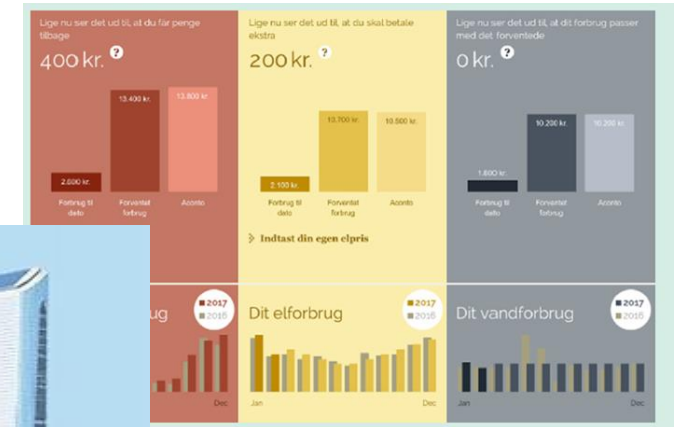 Lige nu ser det ud til, at du får penge
tilbage
400 kr. ?
13.400 kr.
13.800 kr.
2.600 kr.
Forbrug til
dato
Forventet
forbrug
Aconto
Lige nu ser det ud til, at du skal betale
ekstra
200 kr. ?
10.700 kr.
10.500 kr.
2.100 kr.
Forbrug til
dato
Forventet
forbrug
Aconto
Indtast din egen elpris
Lige nu ser det ud til, at dit forbrug passer
med det forventede
0 kr. ?
10.200 kr.
10.200 kr.
1.600 kr.
Forbrug til
dato
Forventet
forbrug
Aconto
ug
2017
2016
Dec
Dit elforbrug
2017
2016
Jan
Dec
Dit vandforbrug
2017
2016
Jan
Dec